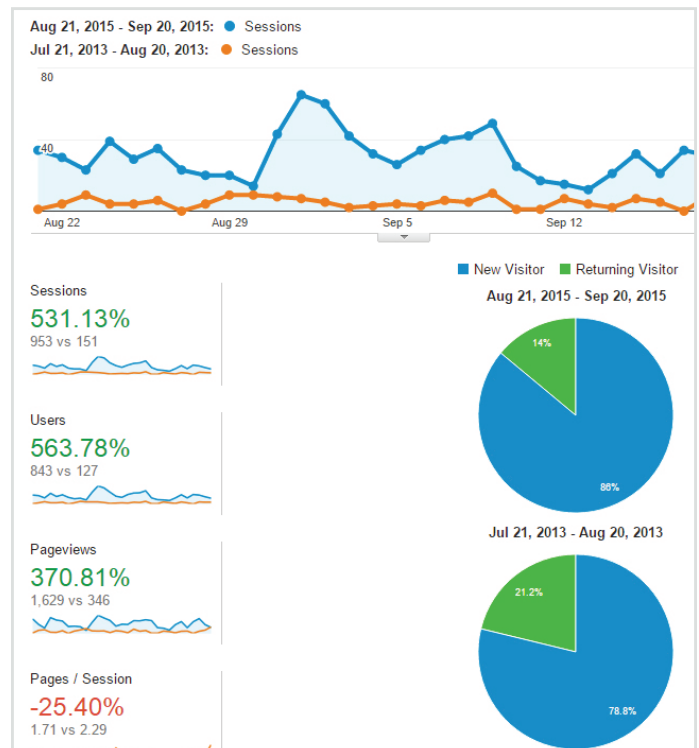 Aug 21, 2015 - Sep 20, 2015: Sessions
Jul 21, 2013 - Aug 20, 2013: Sessions
80
40
Aug 22 Aug 29 Sep 5 Sep 12
New Visitor Returning Visitor
Aug 21, 2015 - Sep 20, 2015
14%
86%
Sessions
531.13%
953 vs 151
Users
563.78%
843 vs 127
Pageviews
370.81%
1,629 vs 346
Pages / Session
-25.40%
1.71 vs 2.29
Jul 21, 2013 - Aug 20, 2013
21.2%
78.8%